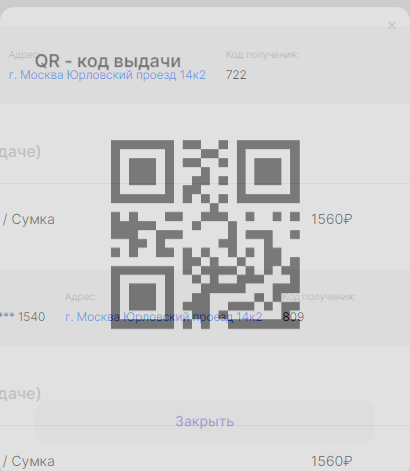 ×
Адрес:
Код получения:
QR - код выдачи
г. Москва Юрловский проезд 14к2
722
даче)
/ Сумка
1560₽
Адрес:
Код получения:
*** 1540
г. Москва Юрловский проезд 14к2
809
даче)
Закрыть
/ Сумка
1560₽